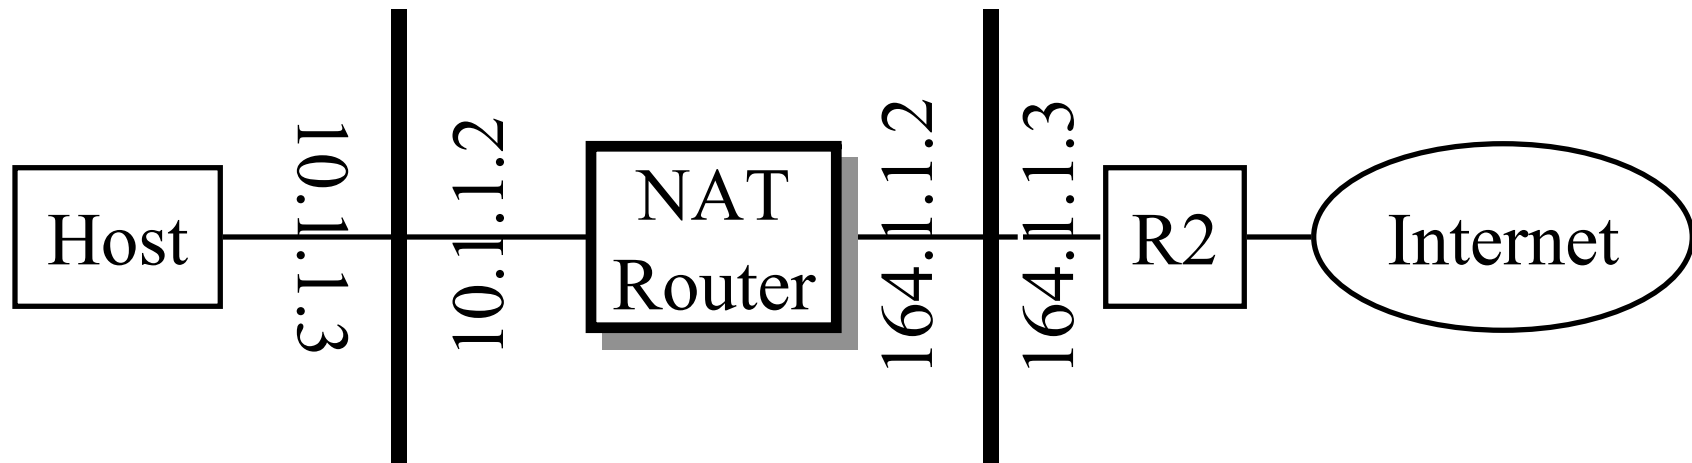 Host
10.1.1.3
10.1.1.2
NAT
Router
164.1.1.2
164.1.1.3
R2
Internet